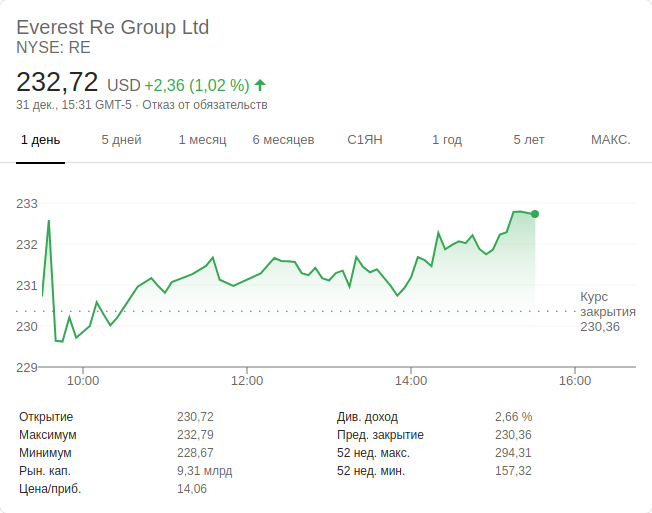 Everest Re Group Ltd
NYSE: RE
232,72 USD +2,36 (1,02 %)
31 дек., 15:31 GMT-5 · Отказ от обязательств
1 день 5 дней 1 месяц 6 месяцев С1ЯН 1 год 5 лет МАКС.
233
232
231
Курс
закрытия
230,36
230
229
10:00 12:00 14:00 16:00
Открытие 230,72 Див. доход 2,66 %
Максимум 232,79 Пред. закрытие 230,36
Минимум 228,67 52 нед. макс. 294,31
Рын. кап. 9,31 млрд 52 нед. мин. 157,32
Цена/приб. 14,06